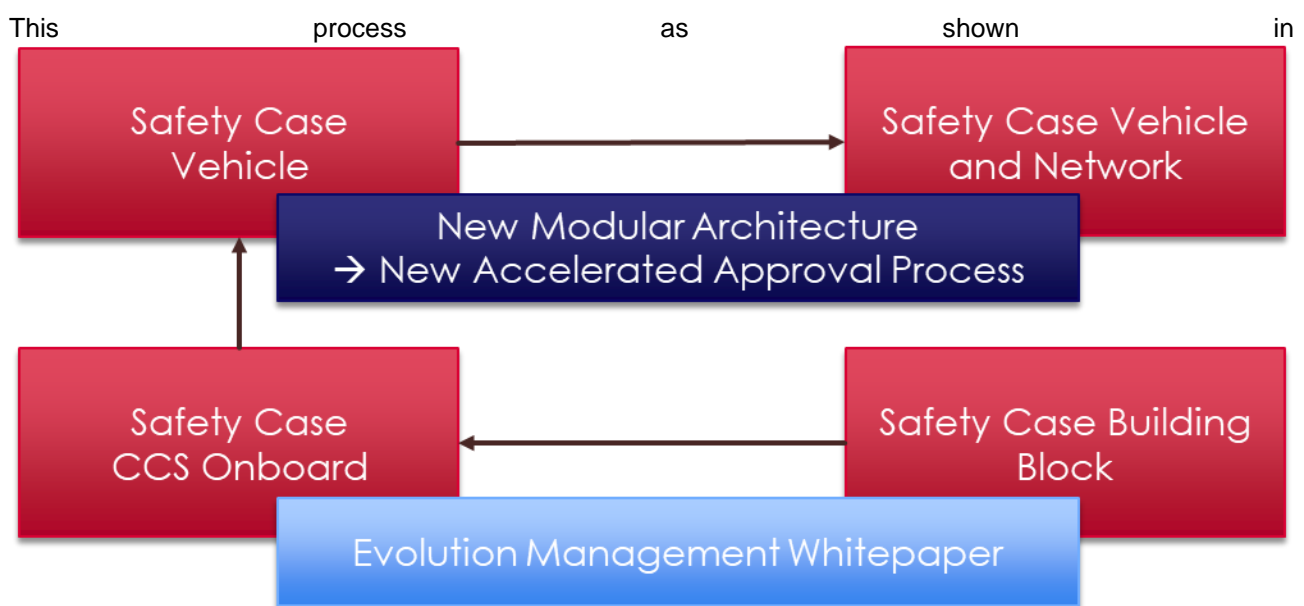 This process as shown in
Safety Case
Vehicle
Safety Case Vehicle
and Network
New Modular Architecture
→ New Accelerated Approval Process
Safety Case
CCS Onboard
Safety Case Building
Block
Evolution Management Whitepaper